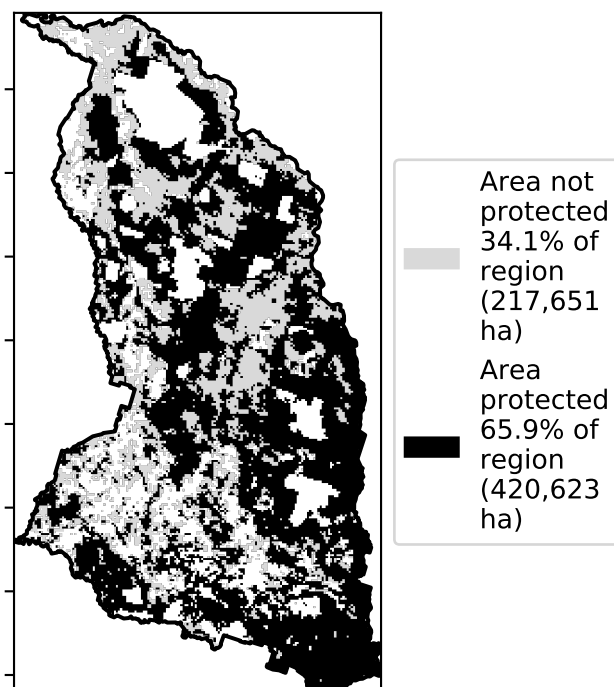 Area not
protected
34.1% of
region
(217,651
ha)
Area
protected
65.9% of
region
(420,623
ha)